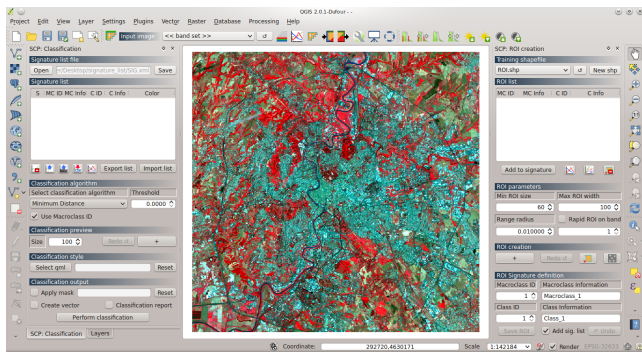 QGIS 2.0.1-Dufour - -
Project Edit View Layer Settings Plugins Vector Raster Database Processing Help
Input image << band set >>
SCP: Classification
Signature list file
Open /Desktop/signature_list/SIG.xml Save
Signature list
S MC ID MC Info C ID C Info Color
Export list Import list
Classification algorithm
Select classification algorithm Threshold
Minimum Distance 0.0000
Use Macroclass ID
Classification preview
Size 100 Redo +
Classification style
Select qml Reset
Classification output
Apply mask Reset
Create vector Classification report
Perform classification
SCP: Classification Layers
SCP: ROI creation
Training shapefile
ROI.shp New shp
ROI list
MC ID MC Info C ID C Info
Add to signature
ROI parameters
Min ROI size Max ROI width
60 100
Range radius Rapid ROI on band
0.010000 1
ROI creation
+ Redo
ROI Signature definition
Macroclass ID Macroclass Information
1 Macroclass_1
Class ID Class Information
1 Class_1
Save ROI Add sig. list Undo
Coordinate: 292720,4630171 Scale 1:142184 Render EPSG:32633